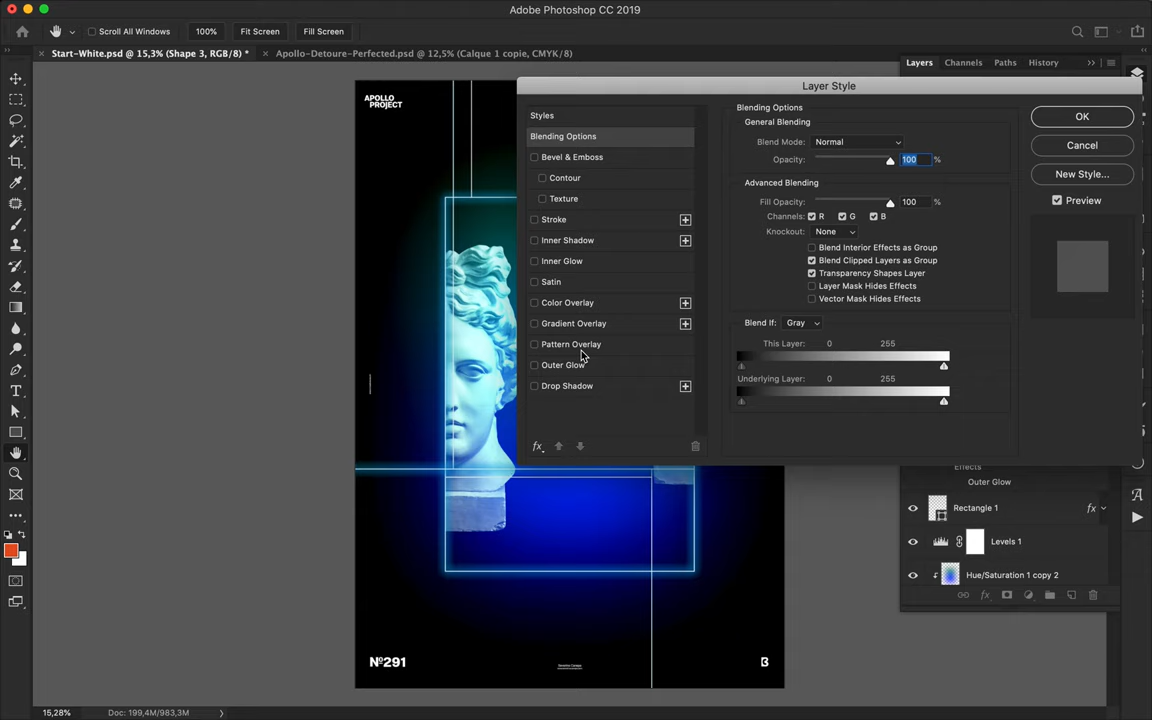 Adobe Photoshop CC 2019
Scroll All Windows 100% Fit Screen Fill Screen
Start-White.psd @ 15,3% (Shape 3, RGB/8) * Apollo-Detoure-Perfected.psd @ 12,5% (Calque 1 copie, CMYK/8)
Layers Channels Paths History
APOLLO
PROJECT
Layer Style
Styles
Blending Options
Bevel & Emboss
Contour
Texture
Stroke
Inner Shadow
Inner Glow
Satin
Color Overlay
Gradient Overlay
Pattern Overlay
Outer Glow
Drop Shadow
fx
Blending Options
General Blending
Blend Mode: Normal
Opacity: 100 %
Advanced Blending
Fill Opacity: 100 %
Channels: R G B
Knockout: None
Blend Interior Effects as Group
Blend Clipped Layers as Group
Transparency Shapes Layer
Layer Mask Hides Effects
Vector Mask Hides Effects
Blend If: Gray
This Layer: 0 255
Underlying Layer: 0 255
OK
Cancel
New Style...
Preview
Effects
Outer Glow
Rectangle 1 fx
Levels 1
Hue/Saturation 1 copy 2
fx
Nº291
15,28% Doc: 199,4M/983,3M